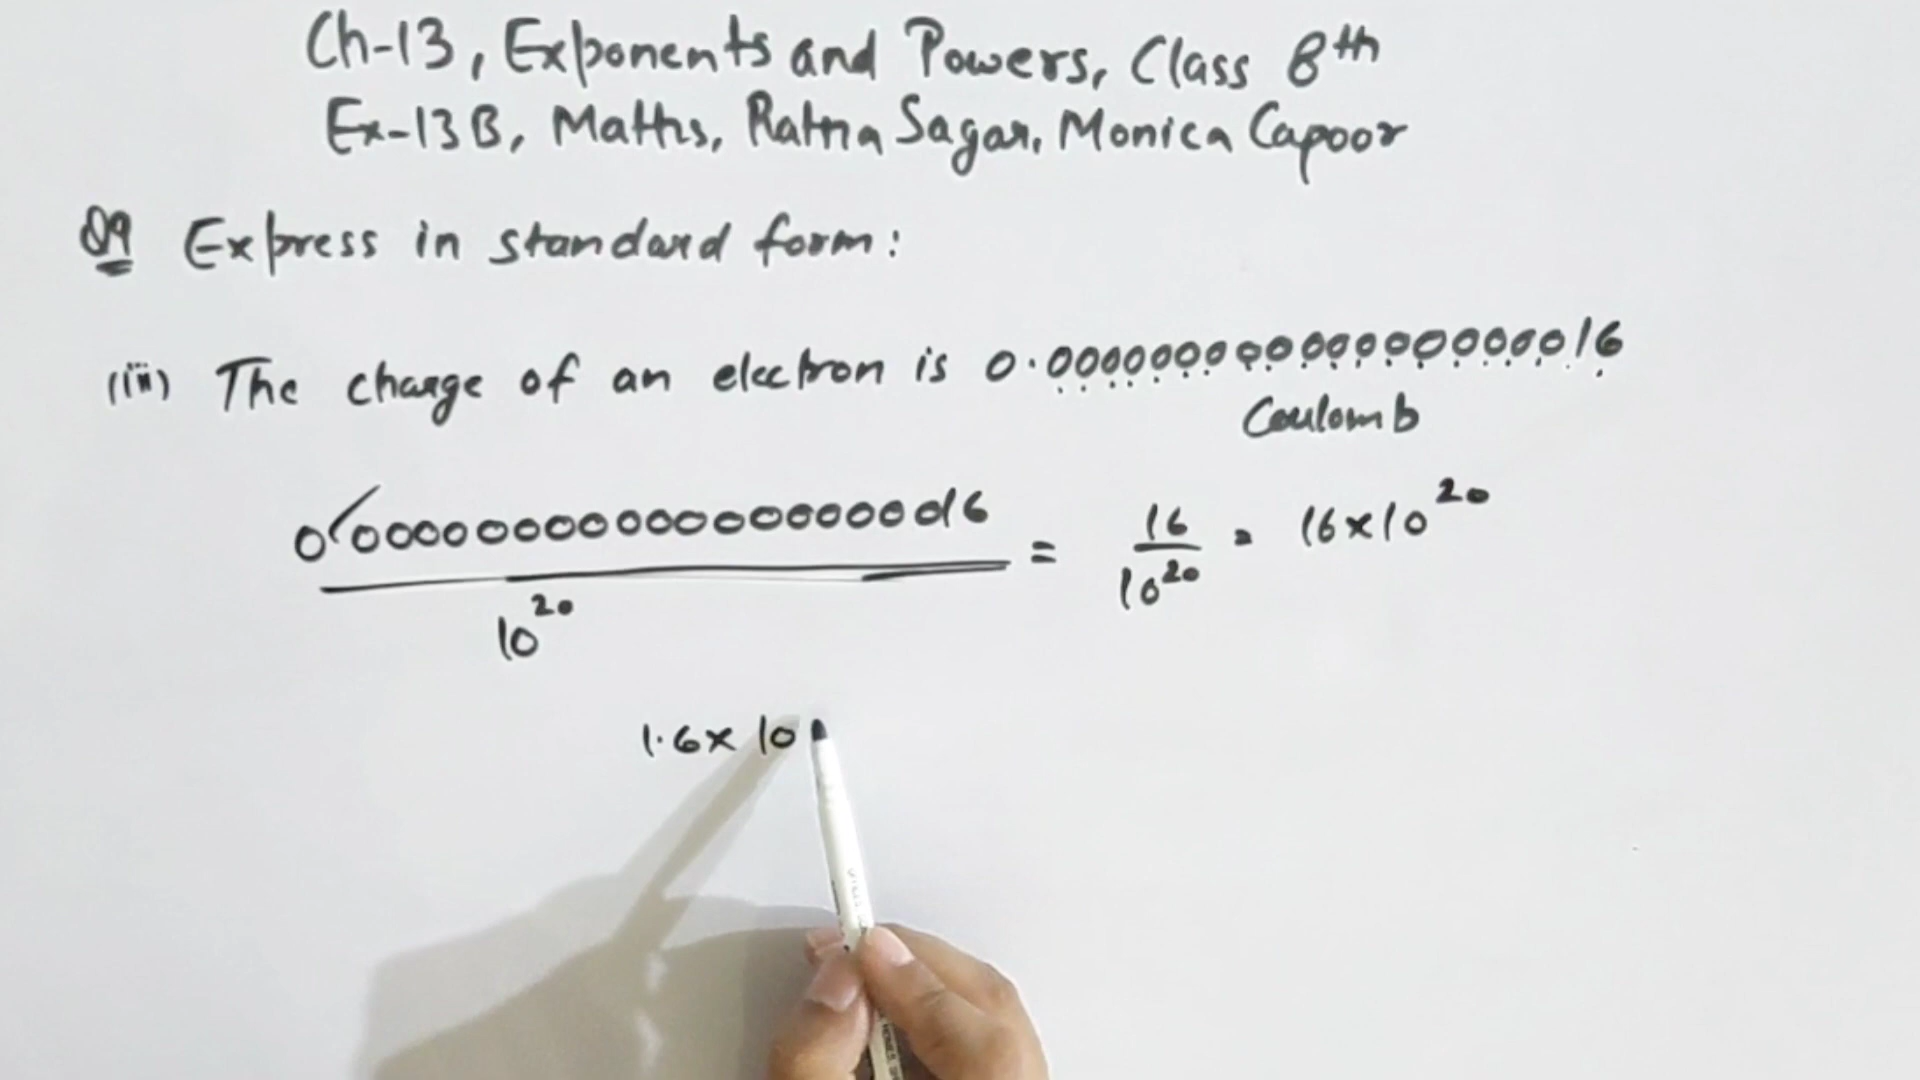 Ch-13, Exponents and Powers, Class 8th
Ex-13B, Maths, Ratna Sagar, Monica Capoor
Q9 Express in standard form:
(iii) The charge of an electron is 0.00000000000000000016
Coulomb
0.00000000000000000016 / 10^20 = 16 / 10^20 = 16 x 10^20
1.6 x 10